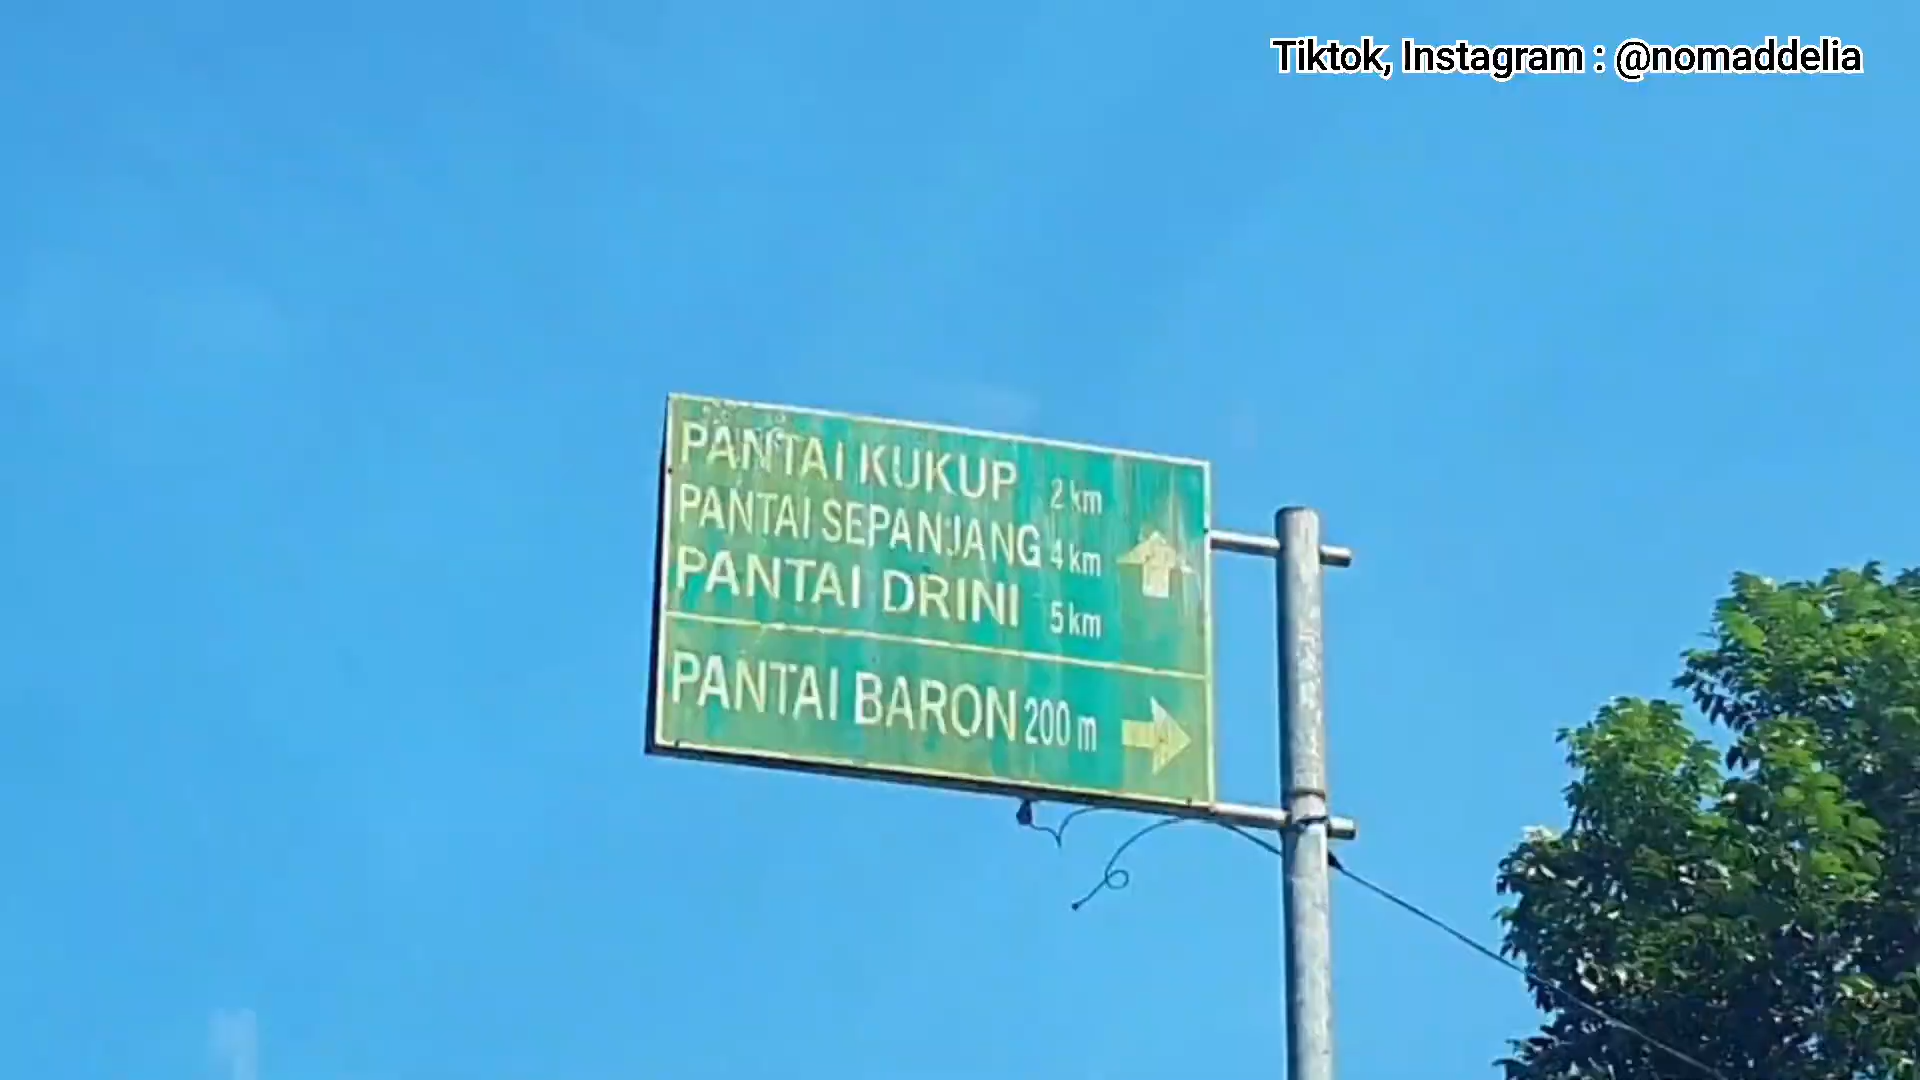 Tiktok, Instagram : @nomaddelia
PANTAI KUKUP 2 km
PANTAI SEPANJANG 4 km
PANTAI DRINI 5 km
PANTAI BARON 200 m